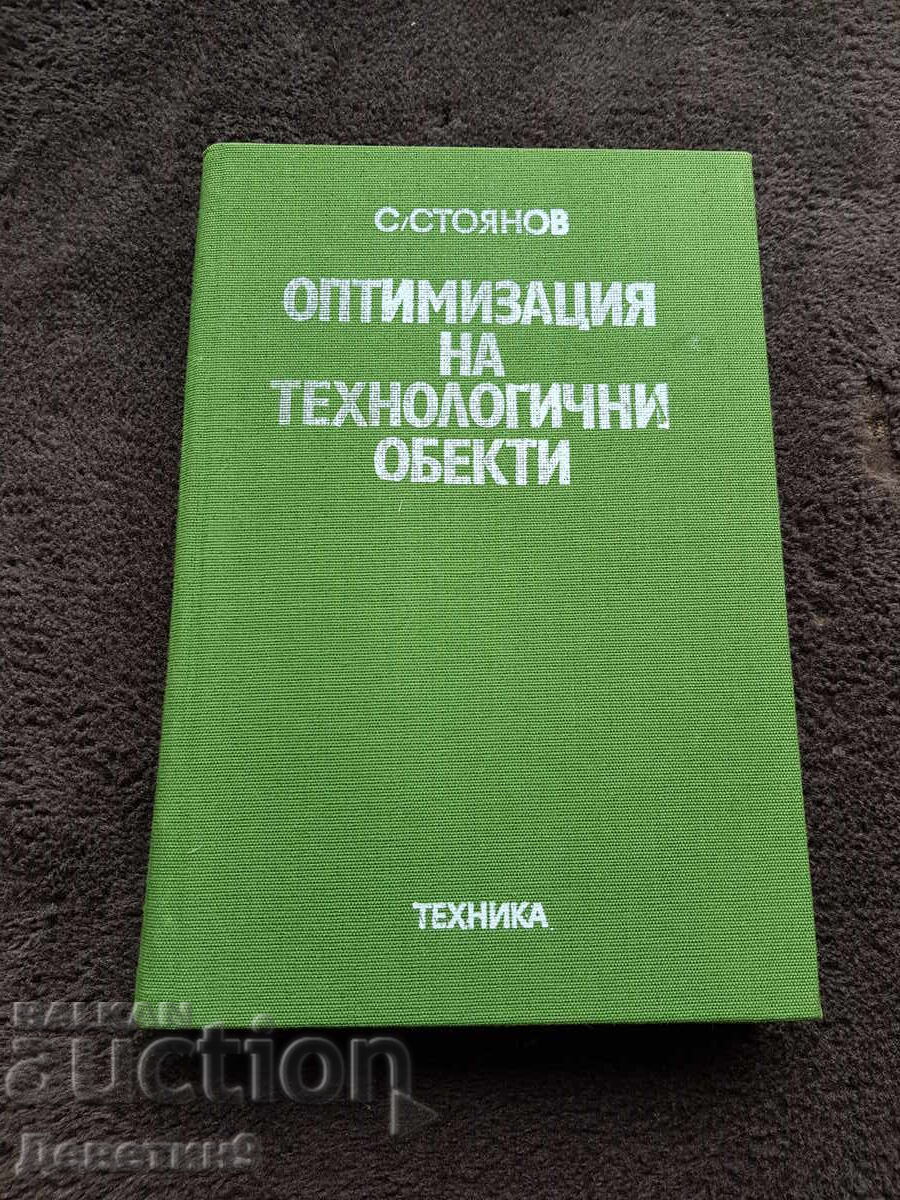 С. СТОЯНОВ
ОПТИМИЗАЦИЯ
НА
ТЕХНОЛОГИЧНИ
ОБЕКТИ
ТЕХНИКА
BALKAN
auction
Деветин9